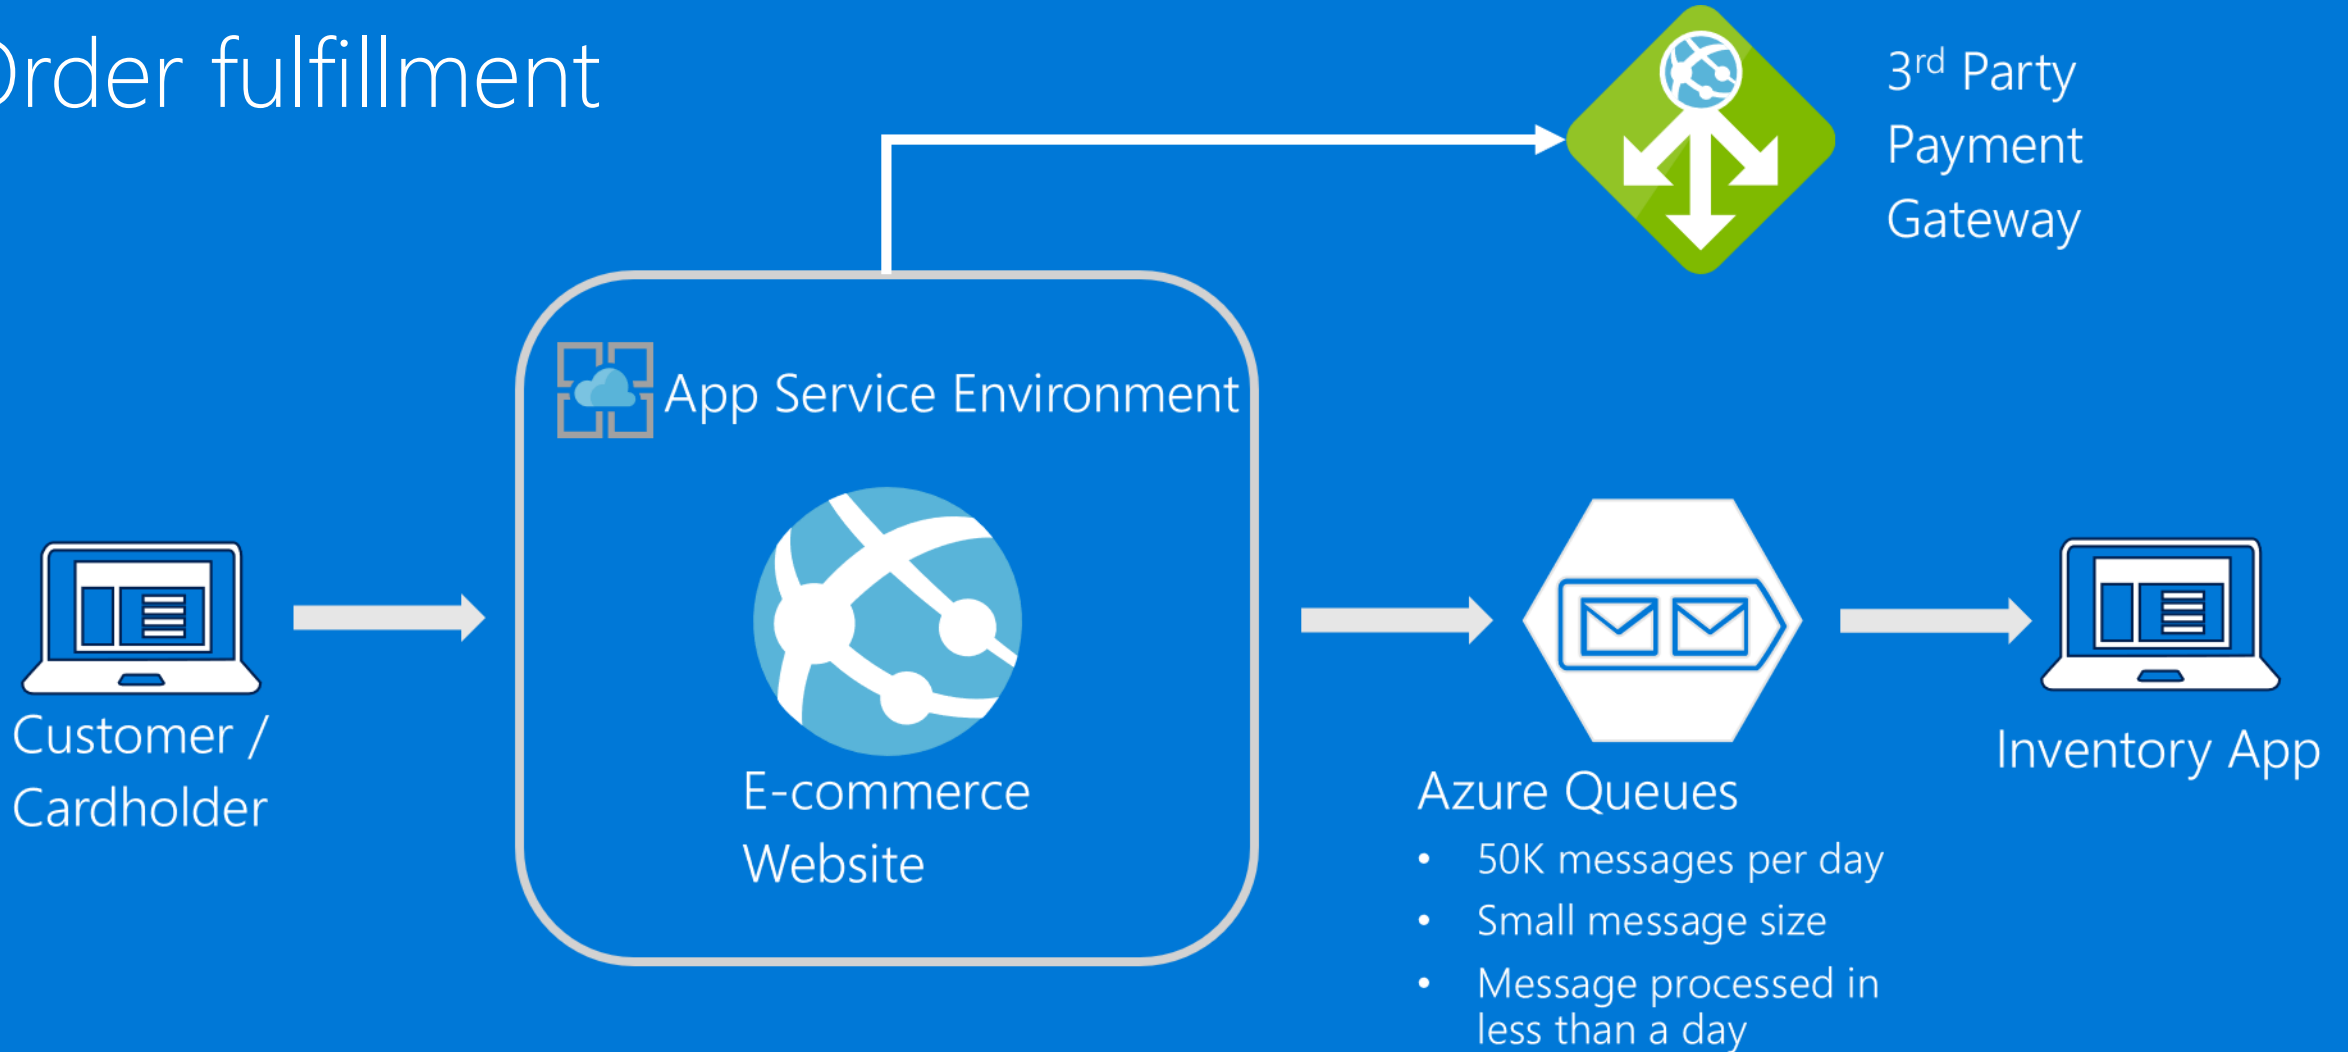 Order fulfillment
3rd Party
Payment
Gateway
App Service Environment
E-commerce
Website
Customer /
Cardholder
Azure Queues
• 50K messages per day
• Small message size
• Message processed in
less than a day
Inventory App